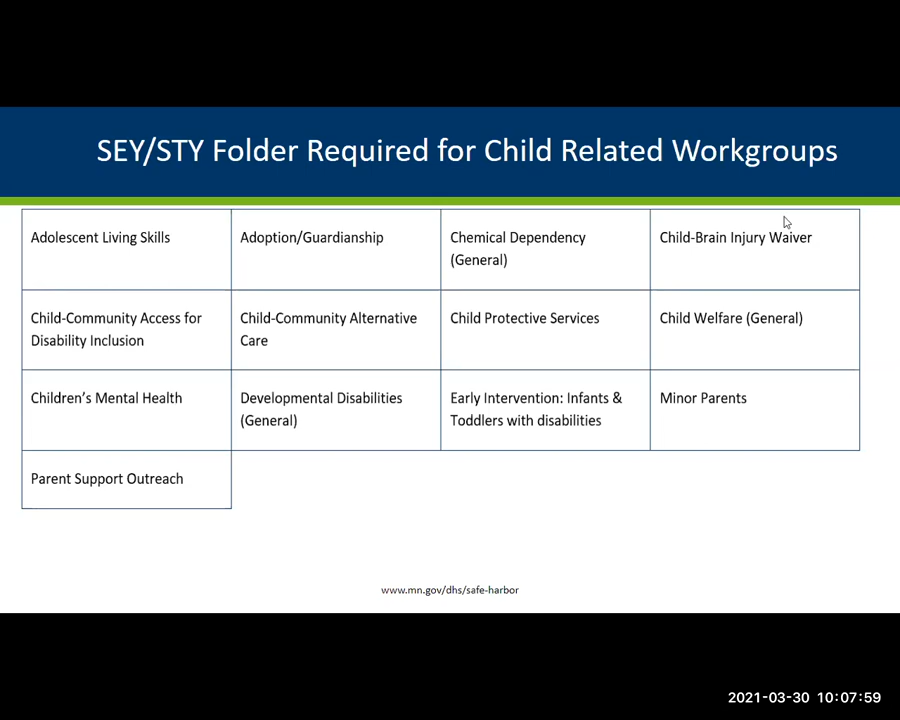 SEY/STY Folder Required for Child Related Workgroups
Adolescent Living Skills
Adoption/Guardianship
Chemical Dependency
(General)
Child-Brain Injury Waiver
Child-Community Access for
Disability Inclusion
Child-Community Alternative
Care
Child Protective Services
Child Welfare (General)
Children’s Mental Health
Developmental Disabilities
(General)
Early Intervention: Infants &
Toddlers with disabilities
Minor Parents
Parent Support Outreach
www.mn.gov/dhs/safe-harbor
2021-03-30 10:07:59